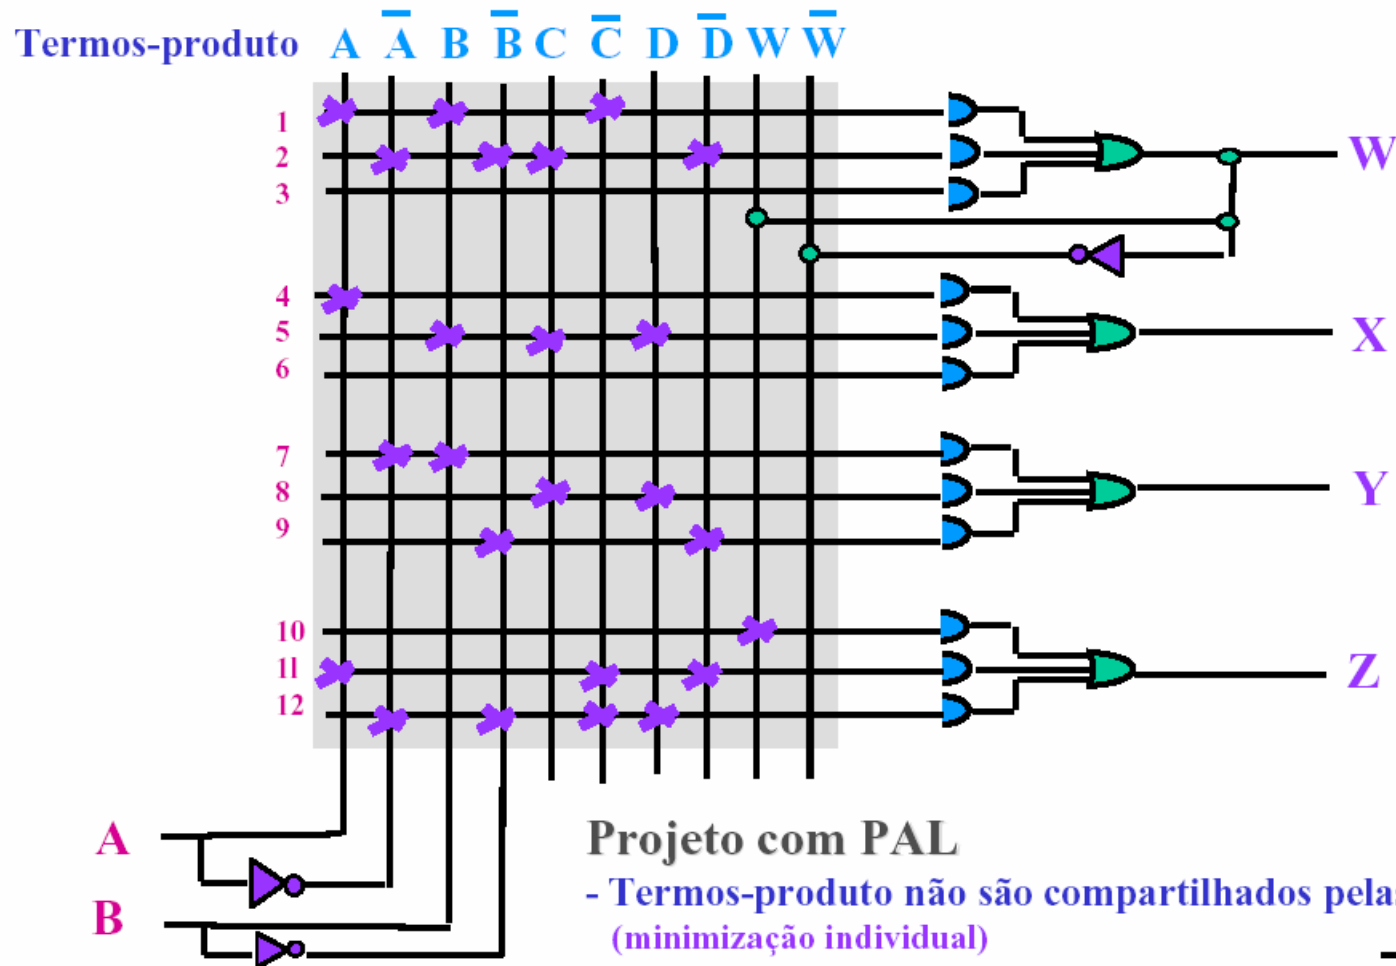 Termos-produto A A̅ B B̅ C C̅ D D̅ W W̅
1
2
3
W
4
5
6
X
7
8
9
Y
10
11
12
Z
A
B
Projeto com PAL
- Termos-produto não são compartilhados pelas
(minimização individual)